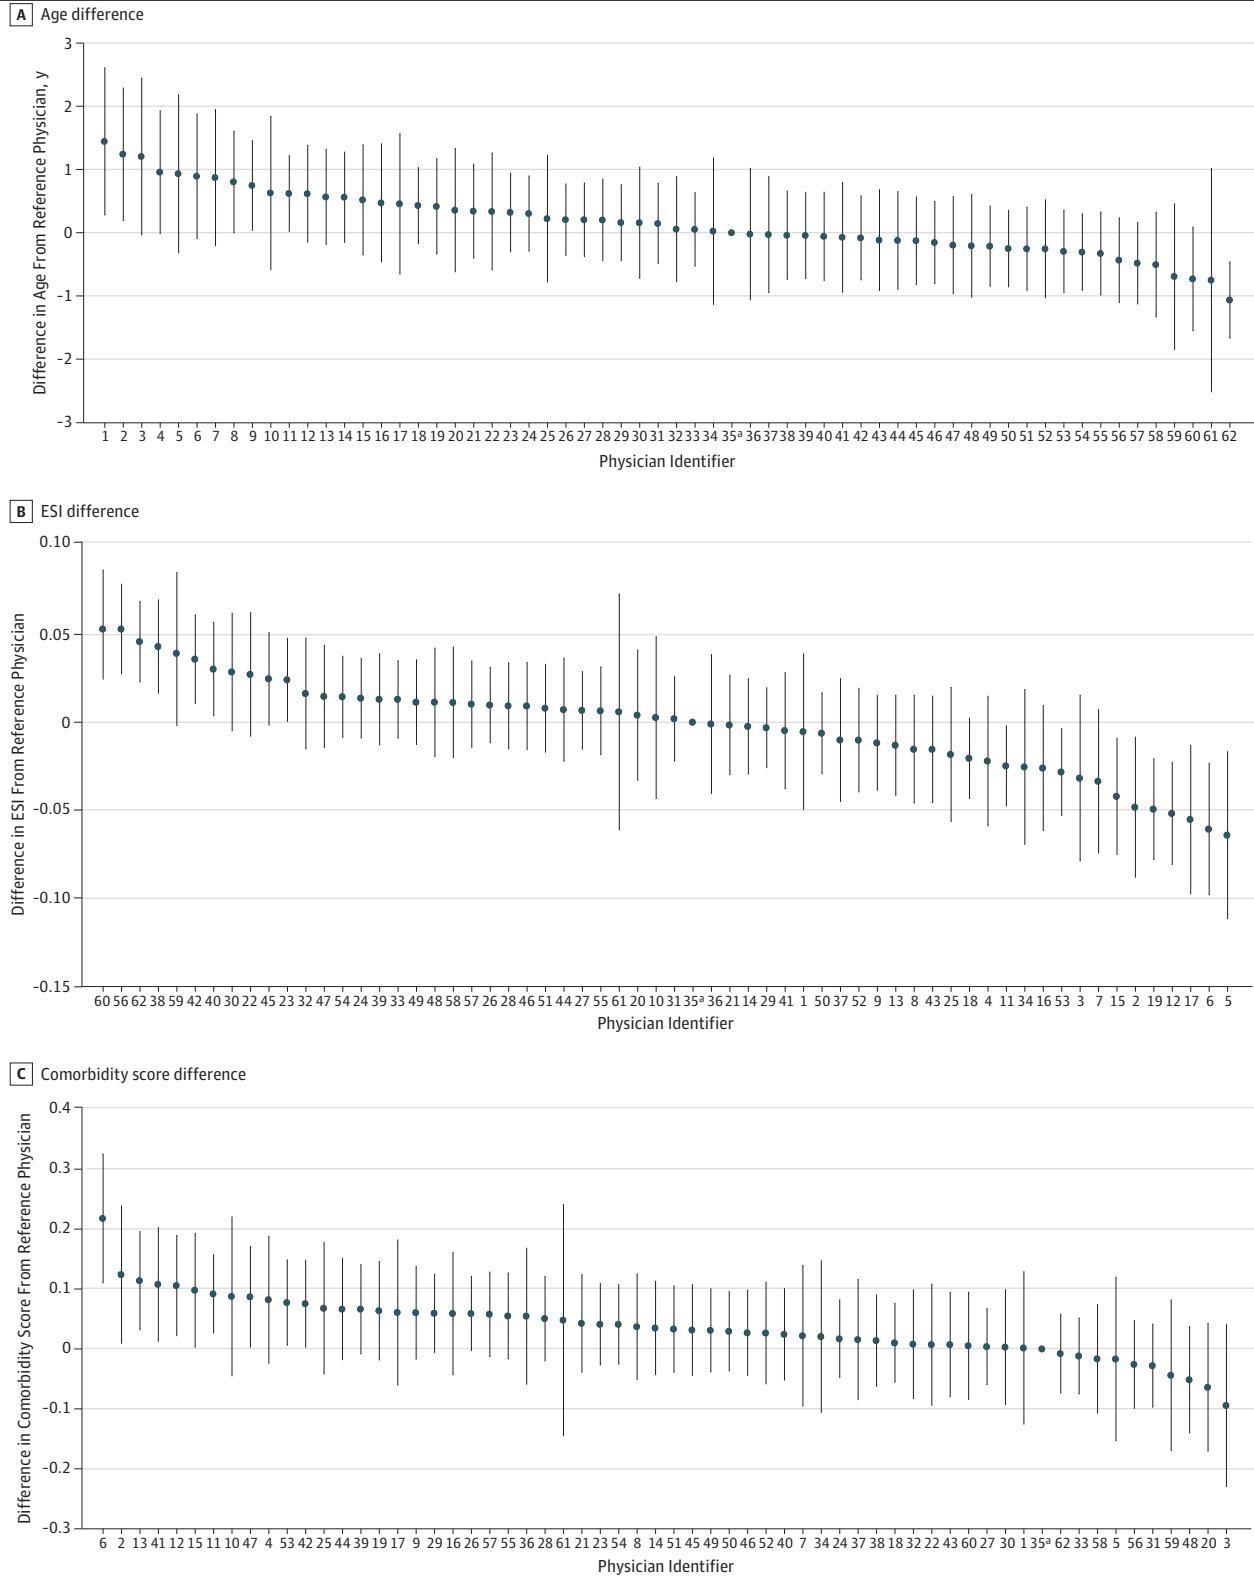 A Age difference
Difference in Age From Reference Physician, y
3
2
1
0
-1
-2
-3
1 2 3 4 5 6 7 8 9 10 11 12 13 14 15 16 17 18 19 20 21 22 23 24 25 26 27 28 29 30 31 32 33 34 35a 36 37 38 39 40 41 42 43 44 45 46 47 48 49 50 51 52 53 54 55 56 57 58 59 60 61 62
Physician Identifier
B ESI difference
Difference in ESI From Reference Physician
0.10
0.05
0
-0.05
-0.10
-0.15
60 56 62 38 59 42 40 30 22 45 23 32 47 54 24 39 33 49 48 58 57 26 28 46 51 44 27 55 61 20 10 31 35a 36 21 14 29 41 1 50 37 52 9 13 8 43 25 18 4 11 34 16 53 3 7 15 2 19 12 17 6 5
Physician Identifier
C Comorbidity score difference
Difference in Comorbidity Score From Reference Physician
0.4
0.3
0.2
0.1
0
-0.1
-0.2
-0.3
6 2 13 41 12 15 11 10 47 4 53 42 25 44 39 19 17 9 29 16 26 57 55 36 28 61 21 23 54 8 14 51 45 49 50 46 52 40 7 34 24 37 38 18 32 22 43 60 27 30 1 35a 62 33 58 5 56 31 59 48 20 3
Physician Identifier